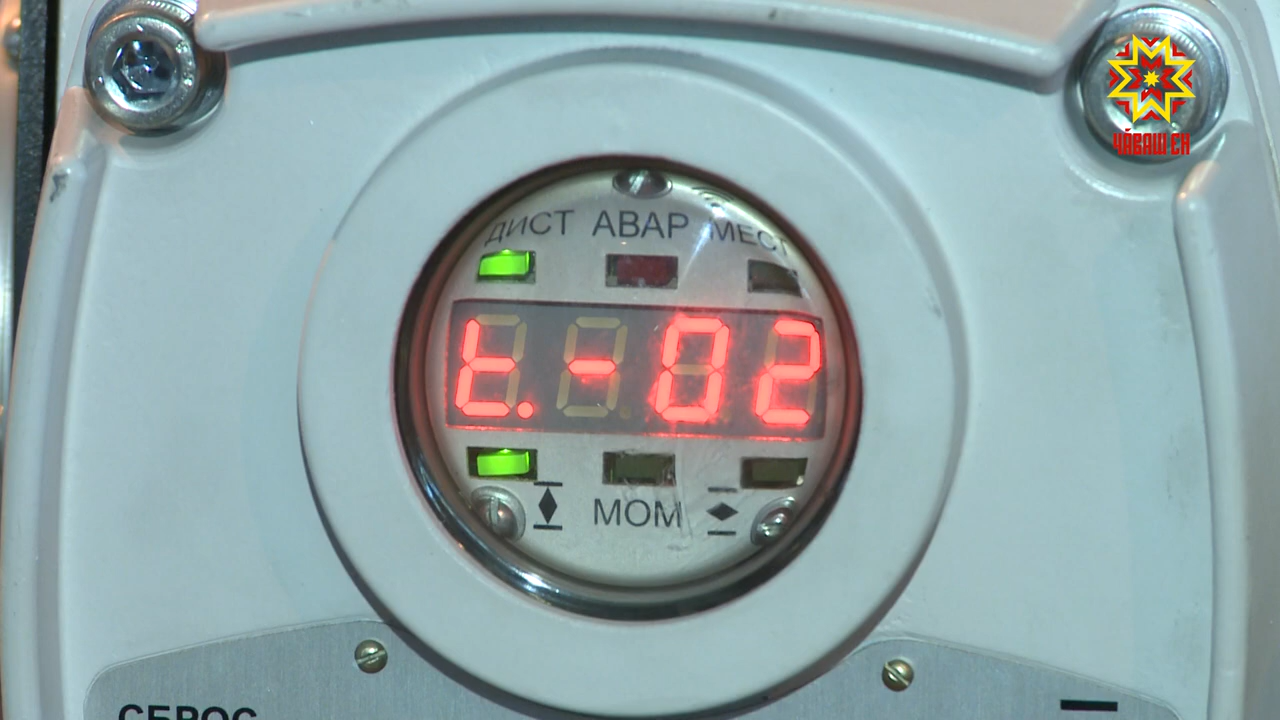 ЧӐВАШ ЕН
ДИСТ АВАР МЕСТ
t.-02
МОМ
СБРОС